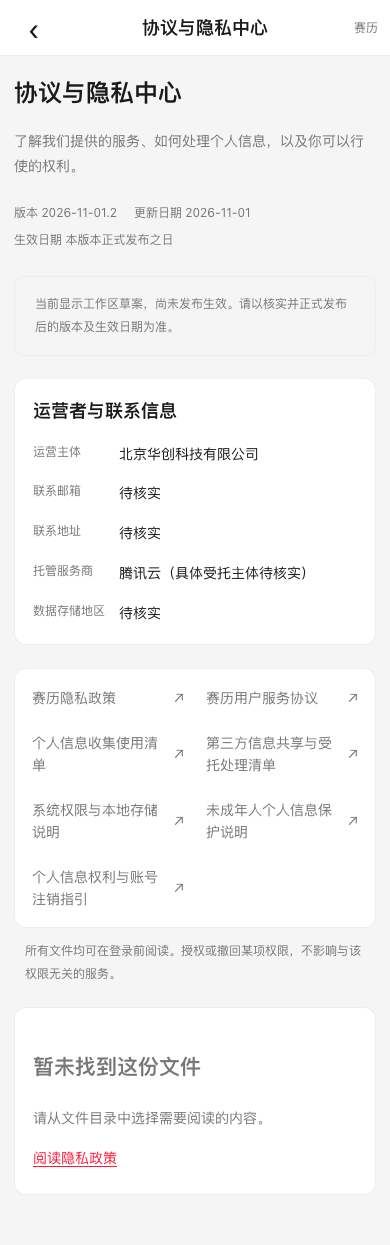 协议与隐私中心
赛历
协议与隐私中心
了解我们提供的服务、如何处理个人信息，以及你可以行
使的权利。
版本 2026-11-01.2 更新日期 2026-11-01
生效日期 本版本正式发布之日
当前显示工作区草案，尚未发布生效。请以核实并正式发布
后的版本及生效日期为准。
运营者与联系信息
运营主体 北京华创科技有限公司
联系邮箱 待核实
联系地址 待核实
托管服务商 腾讯云（具体受托主体待核实）
数据存储地区 待核实
赛历隐私政策
赛历用户服务协议
个人信息收集使用清
单
第三方信息共享与受
托处理清单
系统权限与本地存储
说明
未成年人个人信息保
护说明
个人信息权利与账号
注销指引
所有文件均可在登录前阅读。授权或撤回某项权限，不影响与该
权限无关的服务。
暂未找到这份文件
请从文件目录中选择需要阅读的内容。
阅读隐私政策